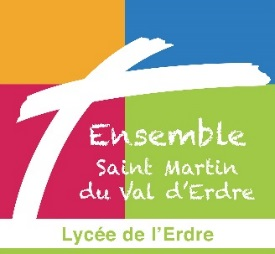 Ensemble
Saint Martin
du Val d'Erdre
Lycée de l'Erdre